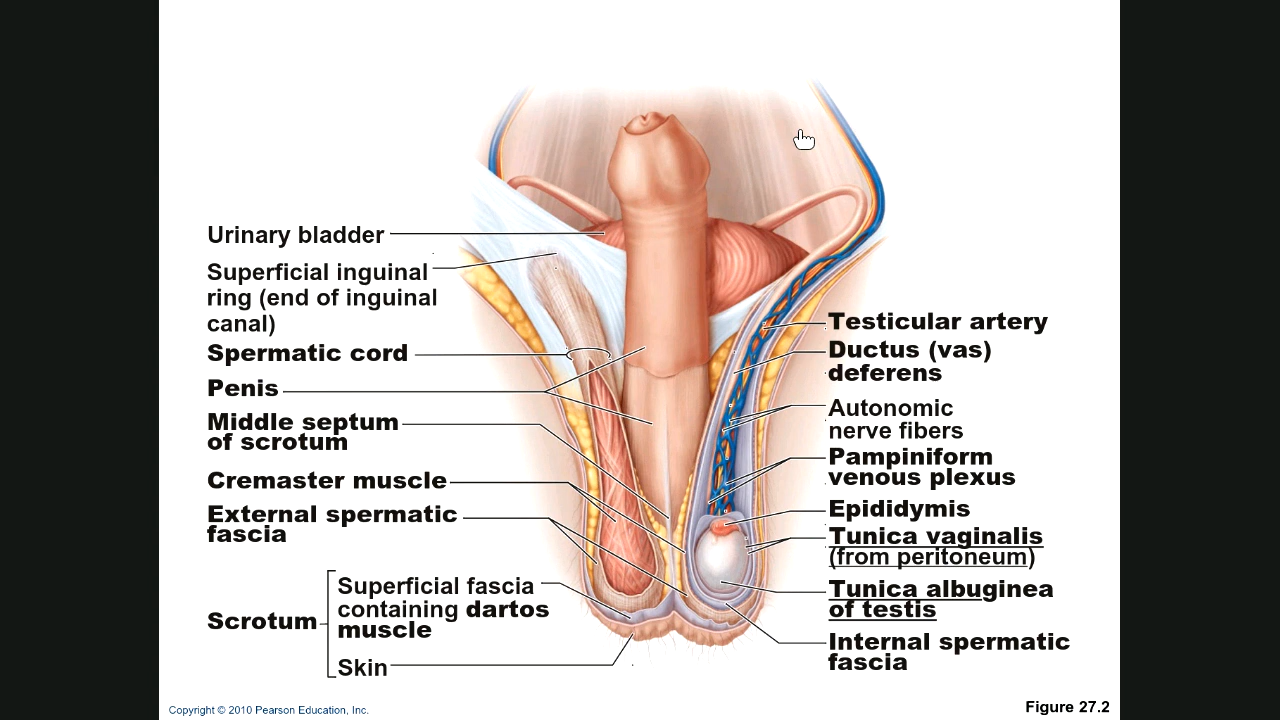 Urinary bladder
Superficial inguinal
ring (end of inguinal
canal)
Spermatic cord
Penis
Middle septum
of scrotum
Cremaster muscle
External spermatic
fascia
Scrotum
Superficial fascia
containing dartos
muscle
Skin
Testicular artery
Ductus (vas)
deferens
Autonomic
nerve fibers
Pampiniform
venous plexus
Epididymis
Tunica vaginalis
(from peritoneum)
Tunica albuginea
of testis
Internal spermatic
fascia
Copyright © 2010 Pearson Education, Inc.
Figure 27.2